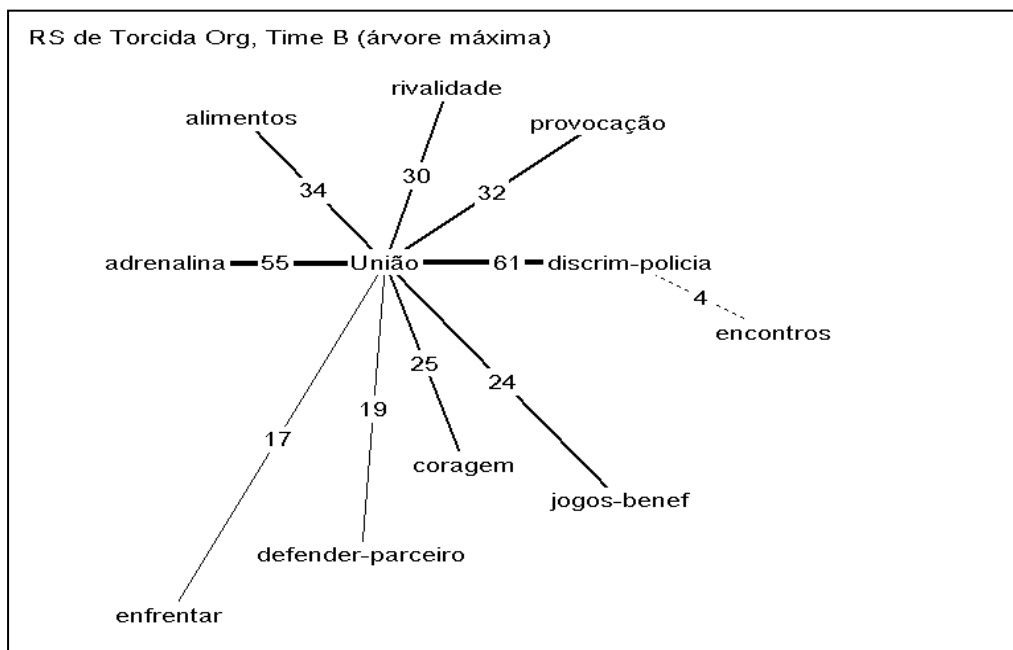 RS de Torcida Org, Time B (árvore máxima)
rivalidade
alimentos
provocação
30
34
32
adrenalina 55 União 61 discrim-policia
4
encontros
25
24
19
17
coragem
jogos-benef
defender-parceiro
enfrentar